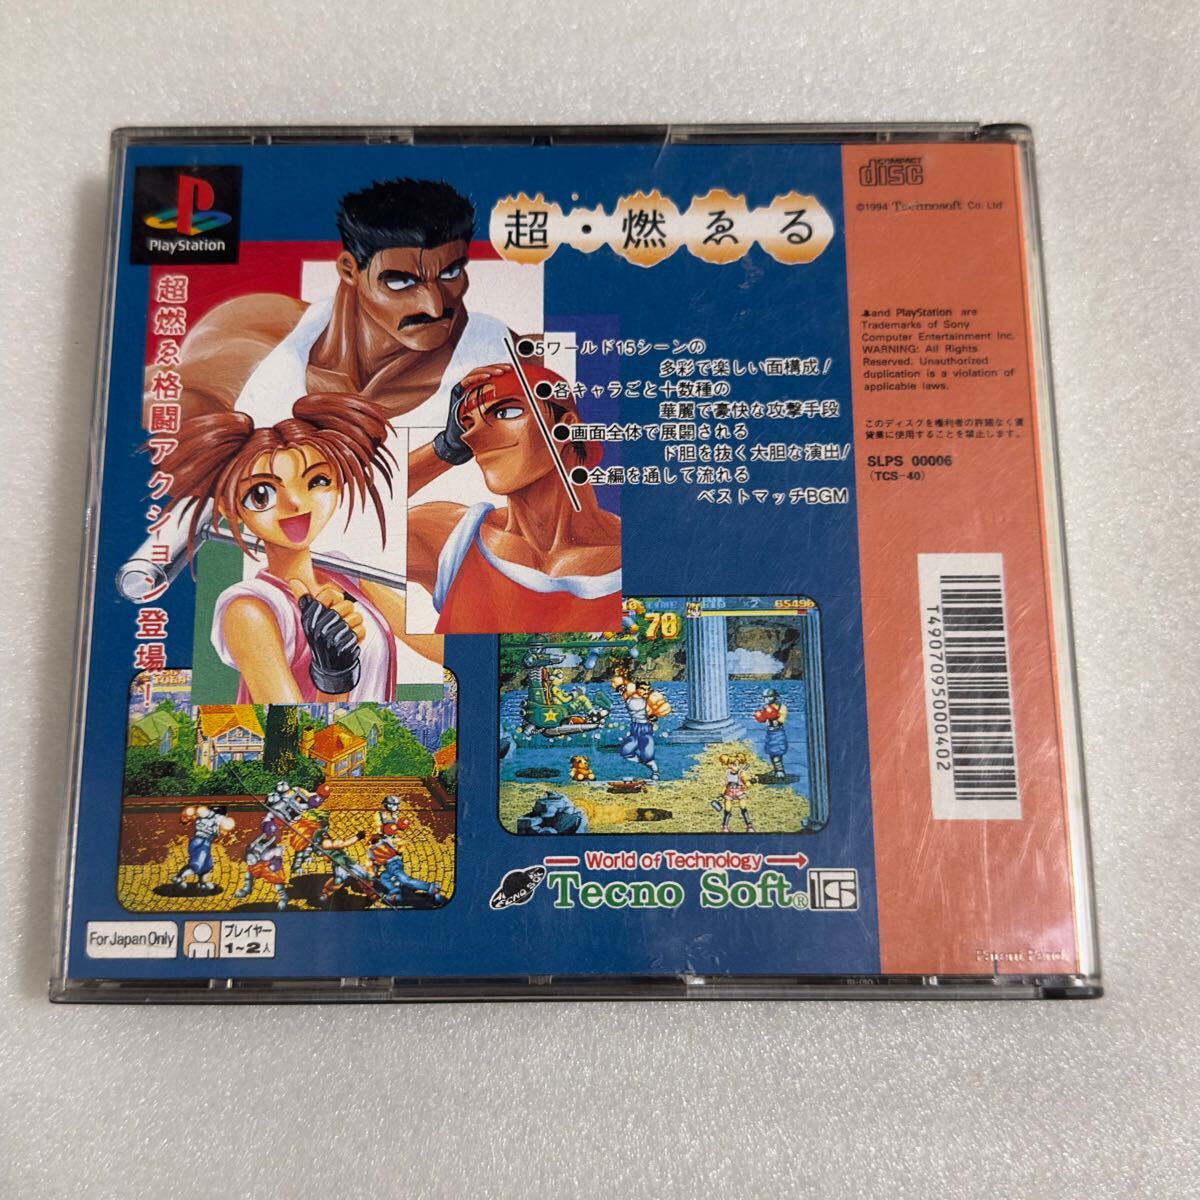 PlayStation
超・燃ゑる
超燃ゑ格闘アクション登場!
●5ワールド15シーンの
多彩で楽しい面構成!
●各キャラごと十数種の
華麗で豪快な攻撃手段
●画面全体で展開される
ド胆を抜く大胆な演出!
●全編を通して流れる
ベストマッチBGM
70
World of Technology
TECNO SOFT
Tecno Soft®
For Japan Only
プレイヤー
1~2人
COMPACT
disc
©1994 Technosoft Co. Ltd
and PlayStation are
Trademarks of Sony
Computer Entertainment Inc.
WARNING: All Rights
Reserved. Unauthorized
duplication is a violation of
applicable laws.
このディスクを権利者の許諾なく賃
貸業に使用することを禁止します。
SLPS 00006
(TCS-40)
T4907095000402
Patent Pend.